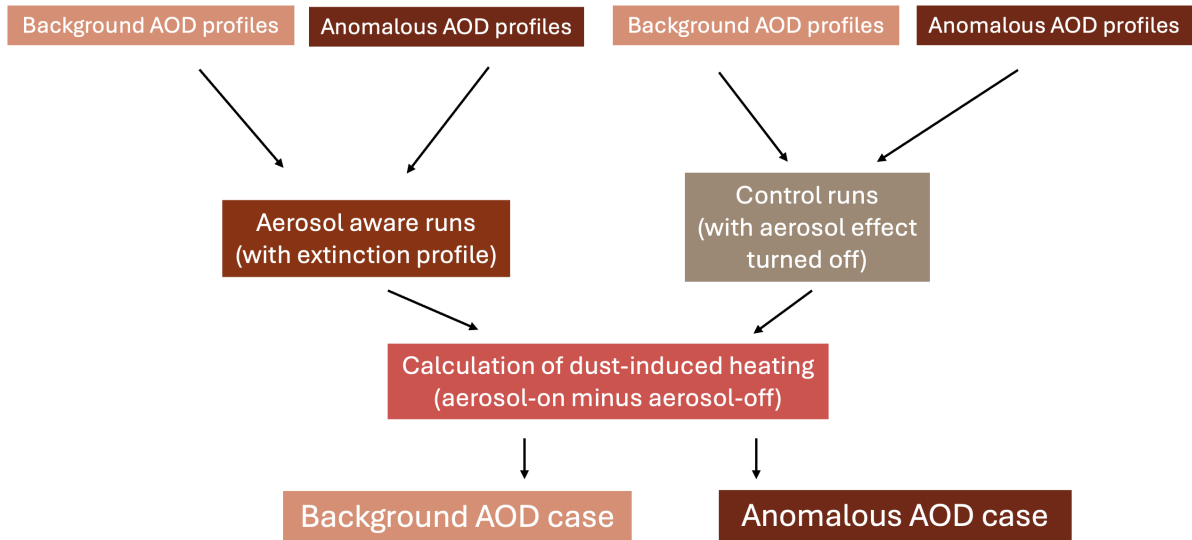 Background AOD profiles
Anomalous AOD profiles
Background AOD profiles
Anomalous AOD profiles
Aerosol aware runs
(with extinction profile)
Control runs
(with aerosol effect
turned off)
Calculation of dust-induced heating
(aerosol-on minus aerosol-off)
Background AOD case
Anomalous AOD case